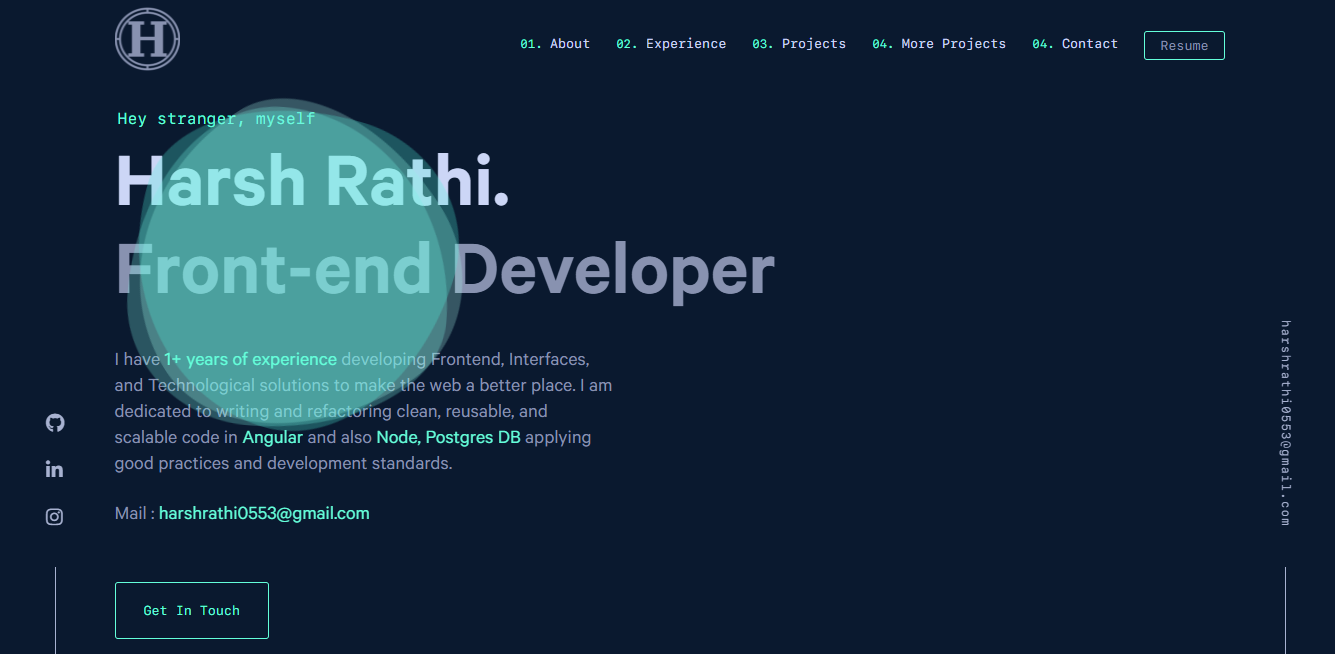 H
01. About 02. Experience 03. Projects 04. More Projects 04. Contact Resume
Hey stranger, myself
Harsh Rathi.
Front-end Developer
I have 1+ years of experience developing Frontend, Interfaces,
and Technological solutions to make the web a better place. I am
dedicated to writing and refactoring clean, reusable, and
scalable code in Angular and also Node, Postgres DB applying
good practices and development standards.
Mail : harshrathi0553@gmail.com
Get In Touch
harshrathi0553@gmail.com